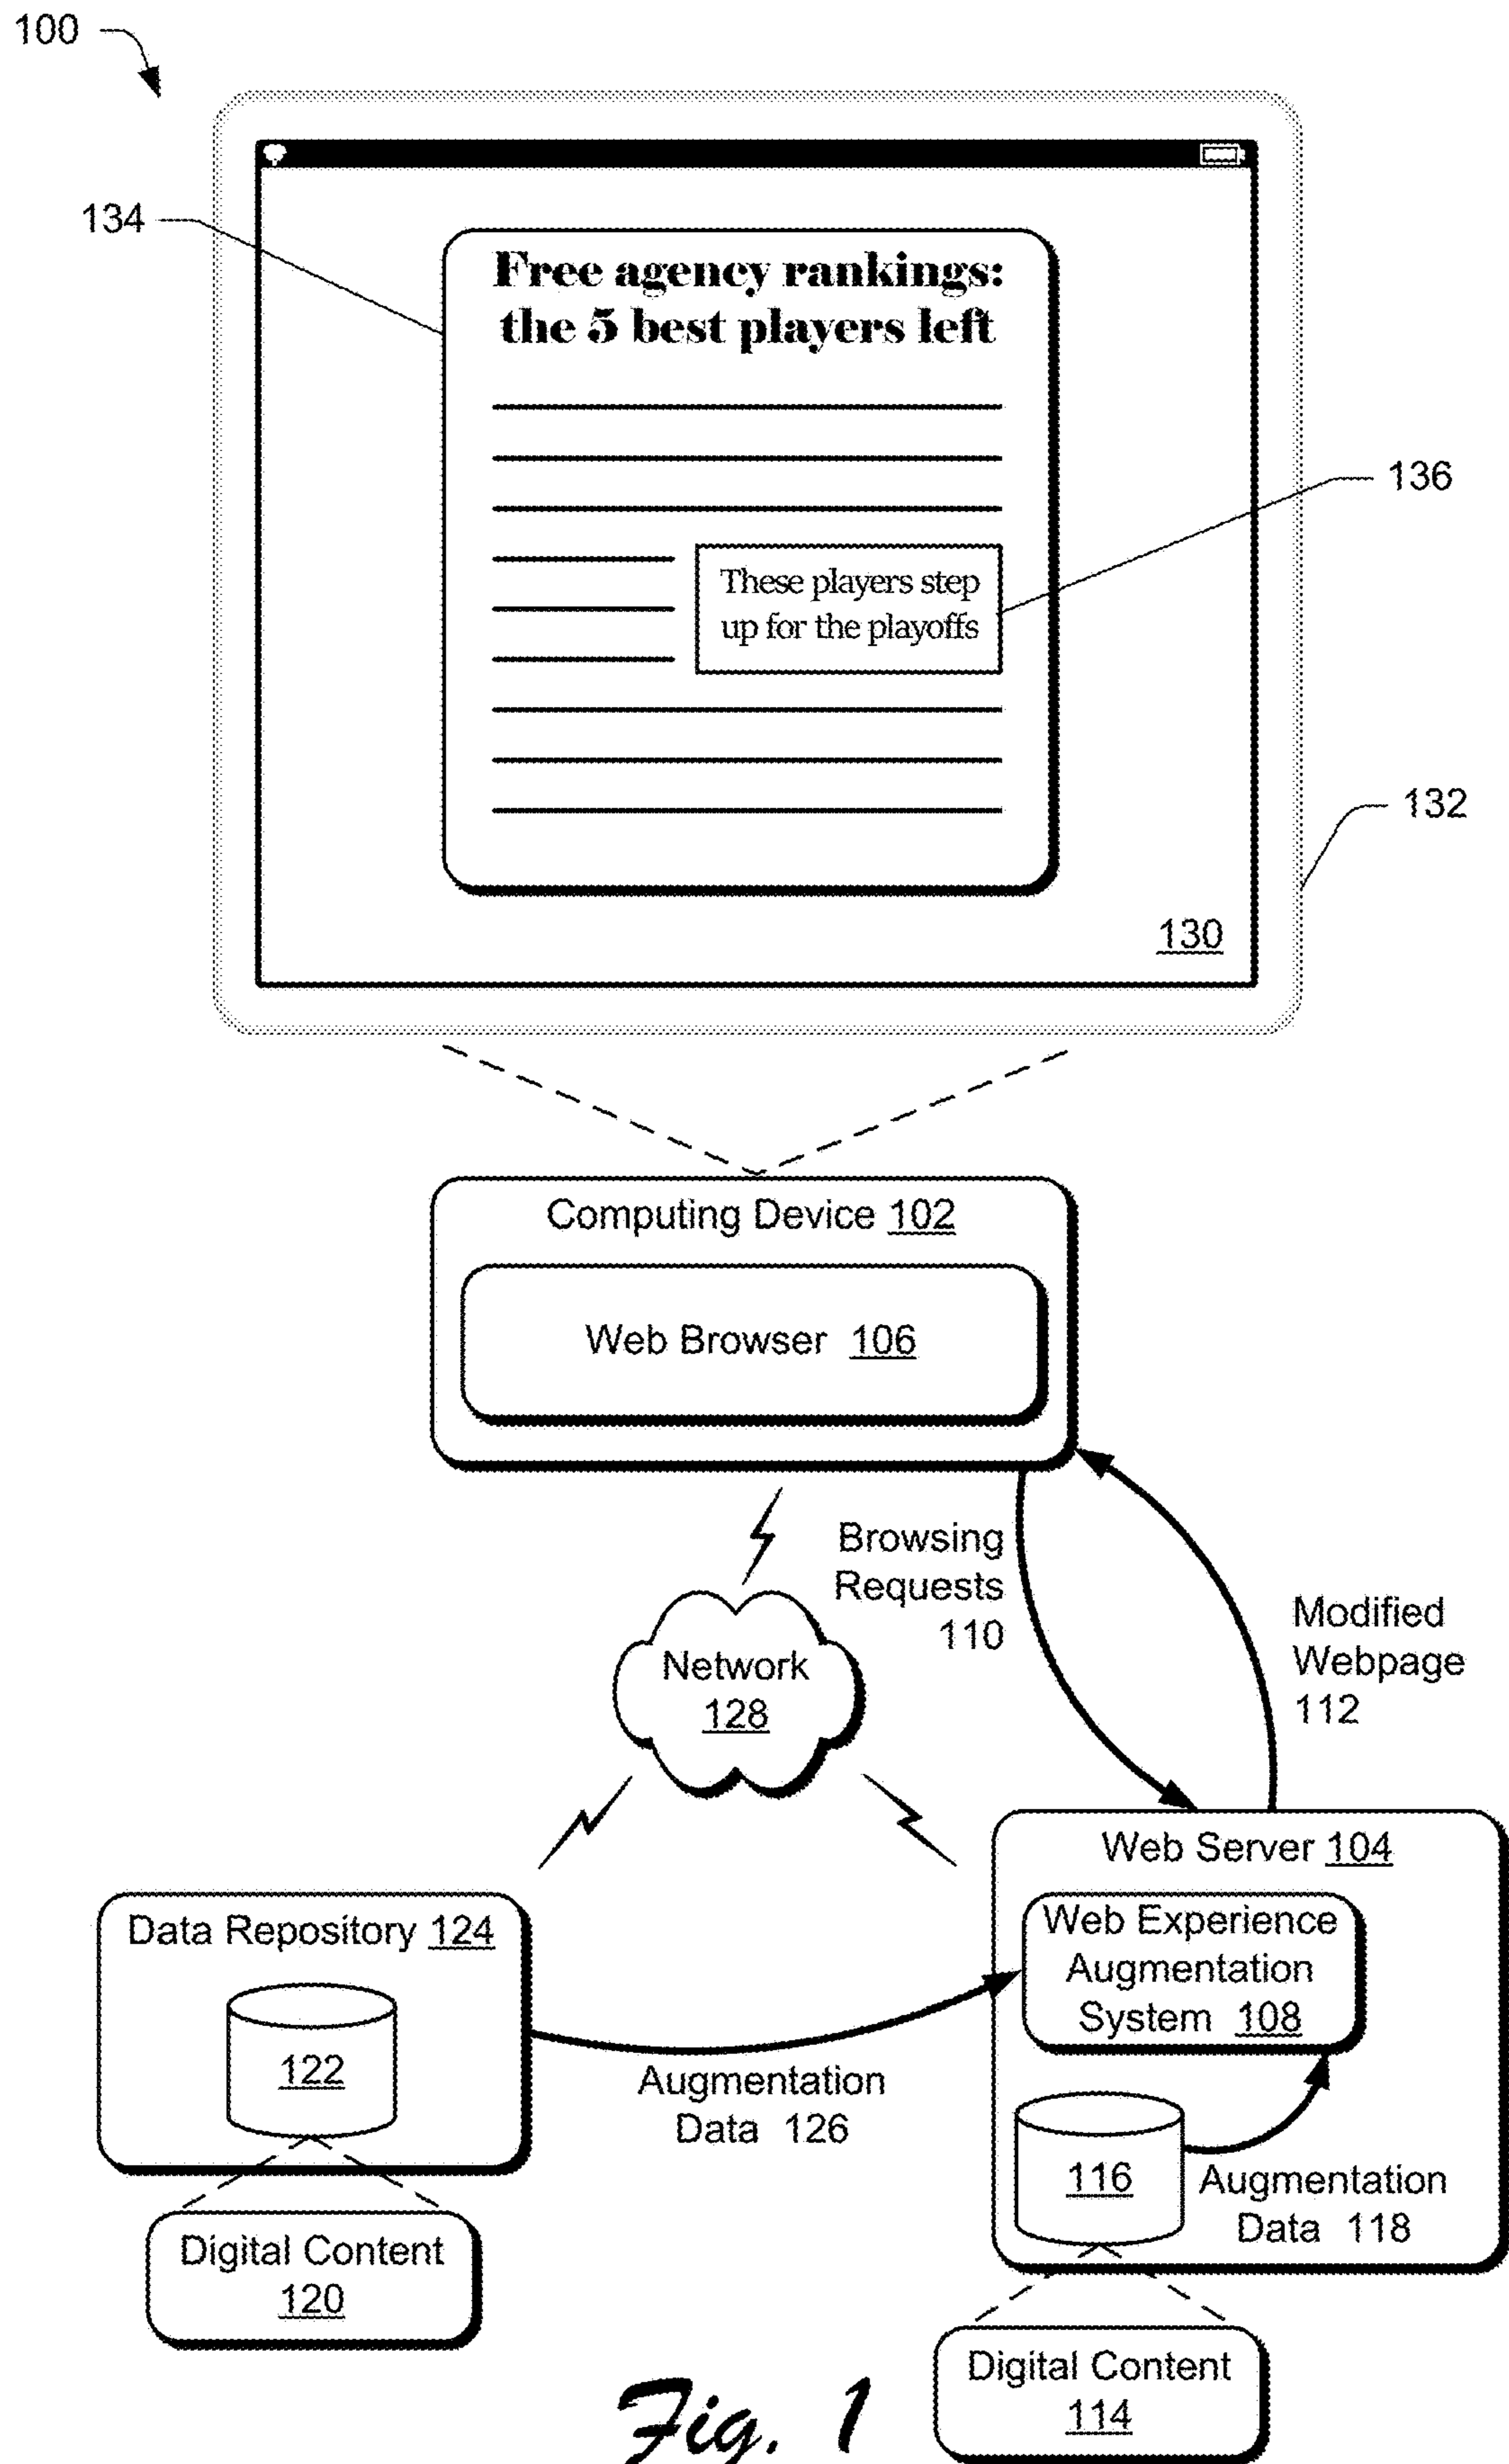 100
134
Free agency rankings:
the 5 best players left
136
These players step
up for the playoffs
132
130
Computing Device 102
Web Browser 106
Browsing
Requests
110
Modified
Webpage
112
Network
128
Web Server 104
Web Experience
Augmentation
System 108
Data Repository 124
122
Augmentation
Data 126
116
Augmentation
Data 118
Digital Content
120
Digital Content
114
Fig. 1